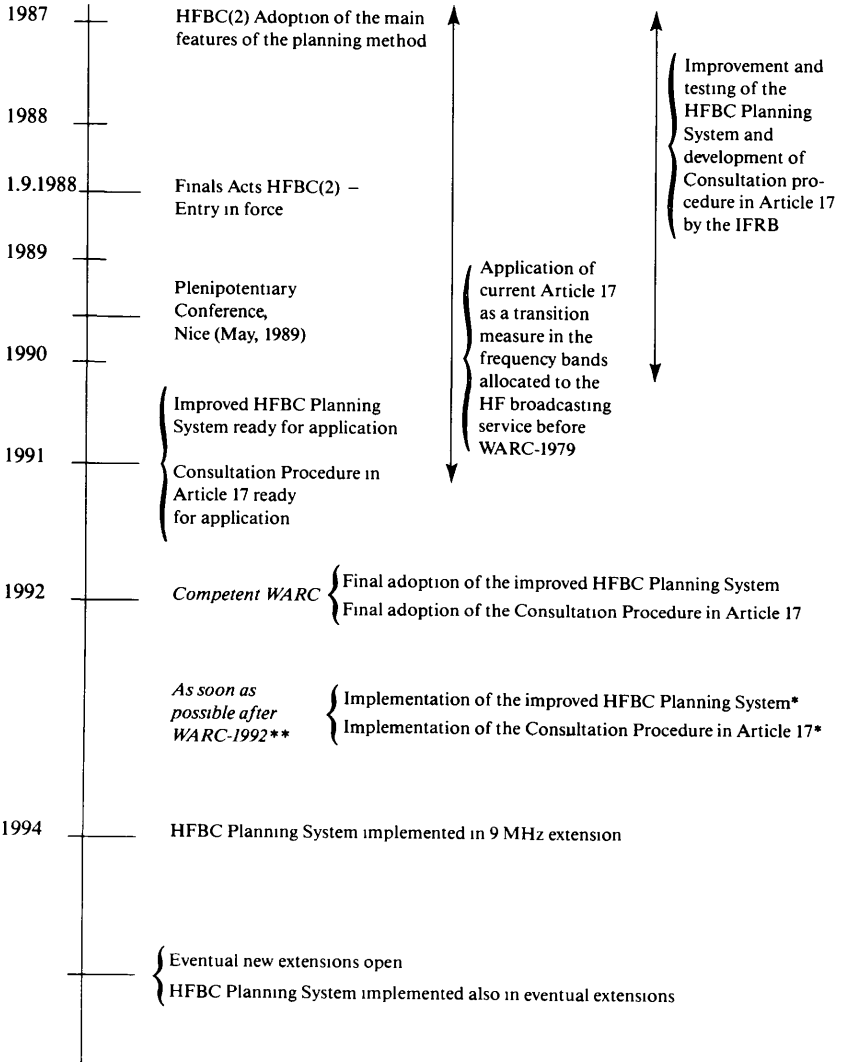 1987
HFBC(2) Adoption of the main
features of the planning method
1988
1.9.1988
Finals Acts HFBC(2) –
Entry in force
1989
Plenipotentiary
Conference,
Nice (May, 1989)
1990
Improved HFBC Planning
System ready for application
1991
Consultation Procedure in
Article 17 ready
for application
Application of
current Article 17
as a transition
measure in the
frequency bands
allocated to the
HF broadcasting
service before
WARC-1979
Improvement and
testing of the
HFBC Planning
System and
development of
Consultation pro-
cedure in Article 17
by the IFRB
1992
Competent WARC
Final adoption of the improved HFBC Planning System
Final adoption of the Consultation Procedure in Article 17
As soon as
possible after
WARC-1992**
Implementation of the improved HFBC Planning System*
Implementation of the Consultation Procedure in Article 17*
1994
HFBC Planning System implemented in 9 MHz extension
Eventual new extensions open
HFBC Planning System implemented also in eventual extensions